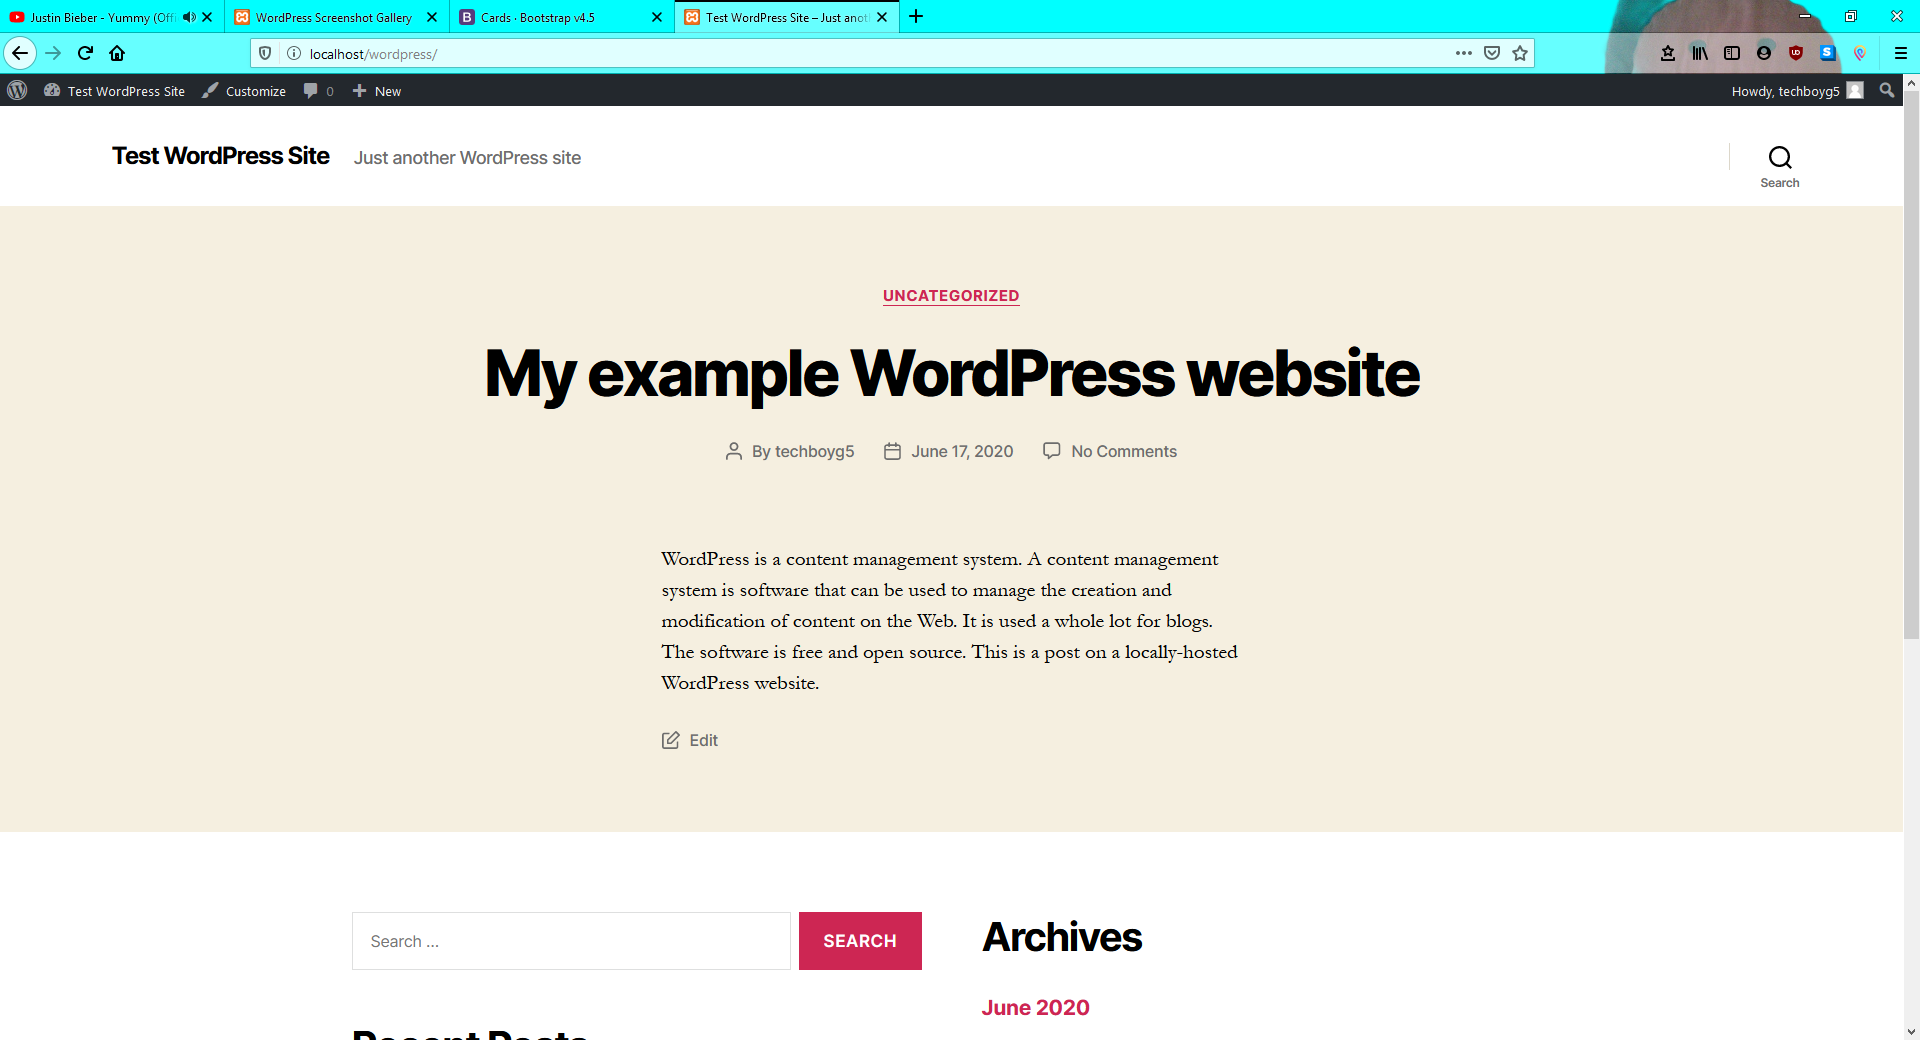 Justin Bieber - Yummy (Offi
WordPress Screenshot Gallery
Cards · Bootstrap v4.5
Test WordPress Site – Just anot
localhost/wordpress/
Test WordPress Site
Customize
0
New
Howdy, techboyg5
Test WordPress Site
Just another WordPress site
Search
UNCATEGORIZED
My example WordPress website
By techboyg5
June 17, 2020
No Comments
WordPress is a content management system. A content management
system is software that can be used to manage the creation and
modification of content on the Web. It is used a whole lot for blogs.
The software is free and open source. This is a post on a locally-hosted
WordPress website.
Edit
Search ...
SEARCH
Archives
June 2020
Recent Posts